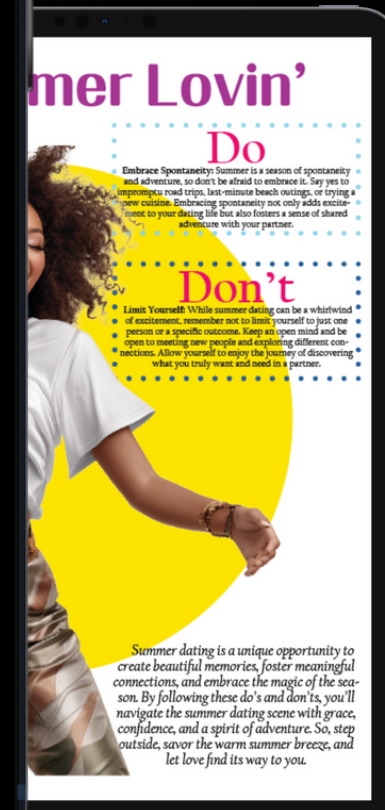 mer Lovin’
Do
Embrace Spontaneity: Summer is a season of spontaneity
and adventure, so don't be afraid to embrace it. Say yes to
impromptu road trips, last-minute beach outings, or trying a
new cuisine. Embracing spontaneity not only adds excite-
ment to your dating life but also fosters a sense of shared
adventure with your partner.
Don’t
Limit Yourself: While summer dating can be a whirlwind
of excitement, remember not to limit yourself to just one
person or a specific outcome. Keep an open mind and be
open to meeting new people and exploring different con-
nections. Allow yourself to enjoy the journey of discovering
what you truly want and need in a partner.
Summer dating is a unique opportunity to
create beautiful memories, foster meaningful
connections, and embrace the magic of the sea-
son. By following these do's and don'ts, you'll
navigate the summer dating scene with grace,
confidence, and a spirit of adventure. So, step
outside, savor the warm summer breeze, and
let love find its way to you.